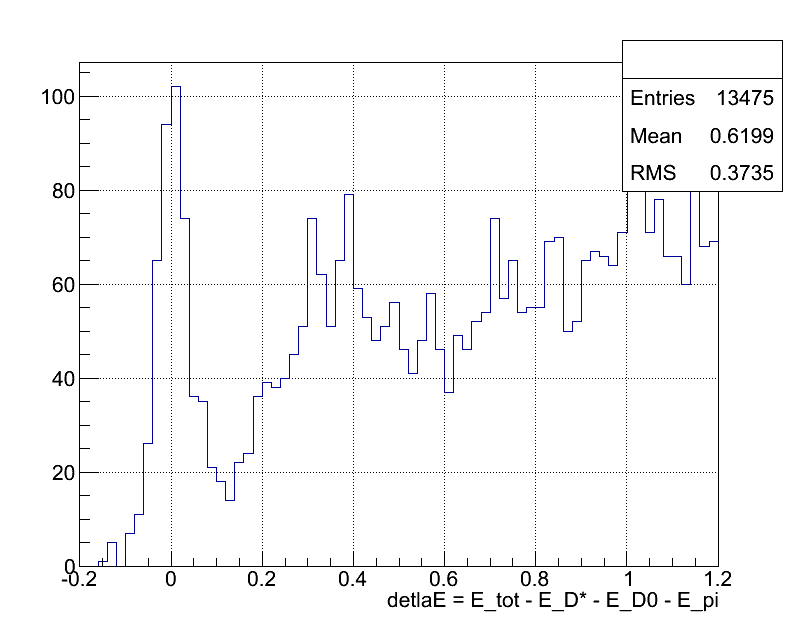 Entries 13475
Mean 0.6199
RMS 0.3735
100
80
60
40
20
0
-0.2 0 0.2 0.4 0.6 0.8 1 1.2
detlaE = E_tot - E_D* - E_D0 - E_pi